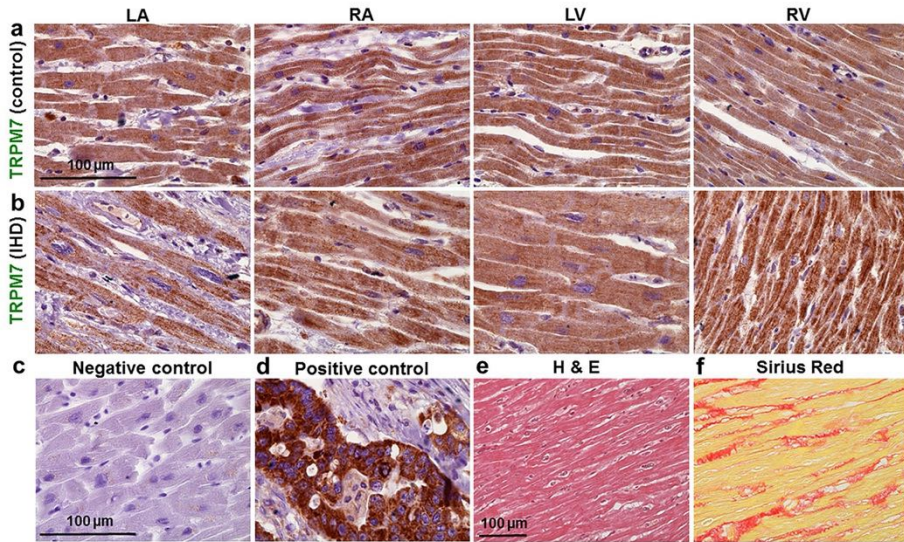 LA RA LV RV
a TRPM7 (control)
100 µm
b TRPM7 (IHD)
c Negative control d Positive control e H & E f Sirius Red
100 µm 100 µm